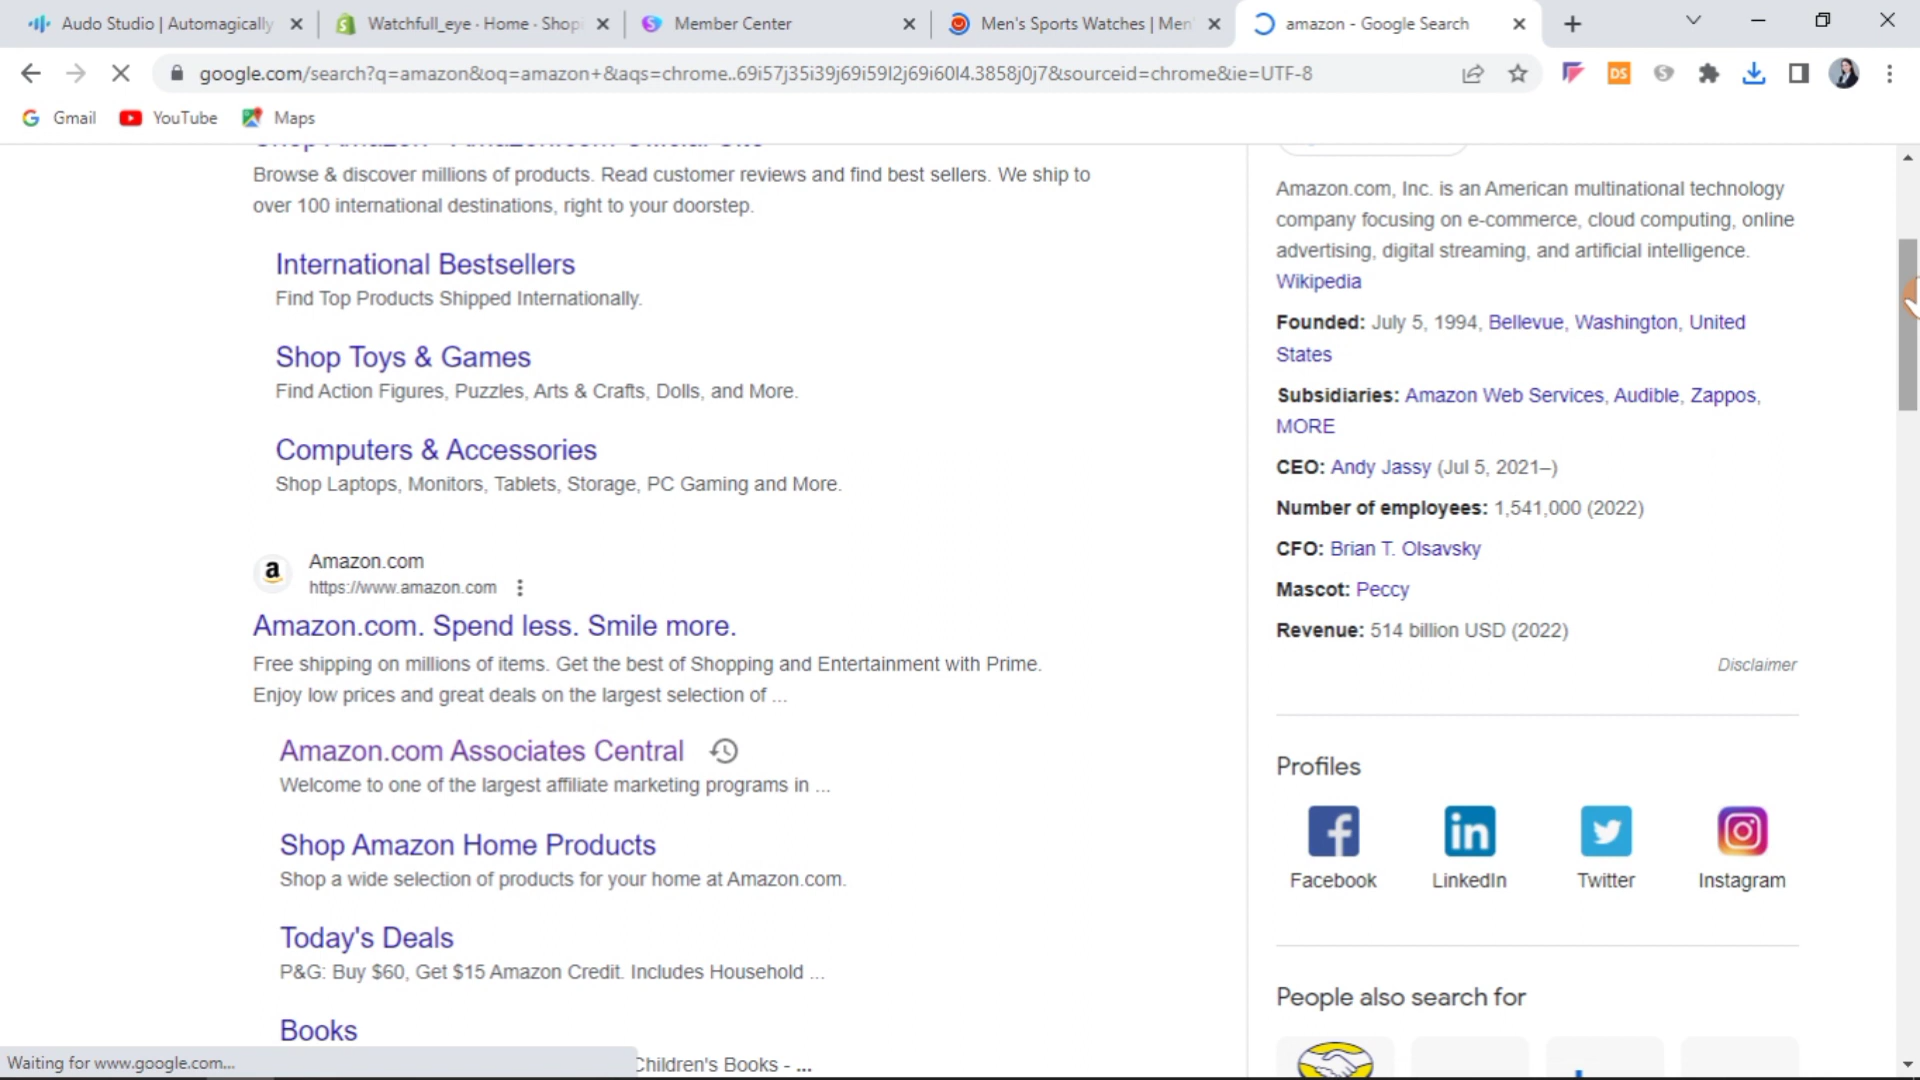 Audo Studio | Automagically
Watchfull_eye · Home · Shopi
Member Center
Men's Sports Watches | Men'
amazon - Google Search
google.com/search?q=amazon&oq=amazon+&aqs=chrome..69i57j35i39j69i59l2j69i60l4.3858j0j7&sourceid=chrome&ie=UTF-8
DS
Gmail
YouTube
Maps
Shop Amazon - Amazon.com Official Site
Browse & discover millions of products. Read customer reviews and find best sellers. We ship to
over 100 international destinations, right to your doorstep.
International Bestsellers
Find Top Products Shipped Internationally.
Shop Toys & Games
Find Action Figures, Puzzles, Arts & Crafts, Dolls, and More.
Computers & Accessories
Shop Laptops, Monitors, Tablets, Storage, PC Gaming and More.
a
Amazon.com
https://www.amazon.com
Amazon.com. Spend less. Smile more.
Free shipping on millions of items. Get the best of Shopping and Entertainment with Prime.
Enjoy low prices and great deals on the largest selection of ...
Amazon.com Associates Central
Welcome to one of the largest affiliate marketing programs in ...
Shop Amazon Home Products
Shop a wide selection of products for your home at Amazon.com.
Today's Deals
P&G: Buy $60, Get $15 Amazon Credit. Includes Household ...
Books
Children's Books - ...
Waiting for www.google.com...
Amazon.com, Inc. is an American multinational technology
company focusing on e-commerce, cloud computing, online
advertising, digital streaming, and artificial intelligence.
Wikipedia
Founded: July 5, 1994, Bellevue, Washington, United
States
Subsidiaries: Amazon Web Services, Audible, Zappos,
MORE
CEO: Andy Jassy (Jul 5, 2021–)
Number of employees: 1,541,000 (2022)
CFO: Brian T. Olsavsky
Mascot: Peccy
Revenue: 514 billion USD (2022)
Disclaimer
Profiles
Facebook
LinkedIn
Twitter
Instagram
People also search for